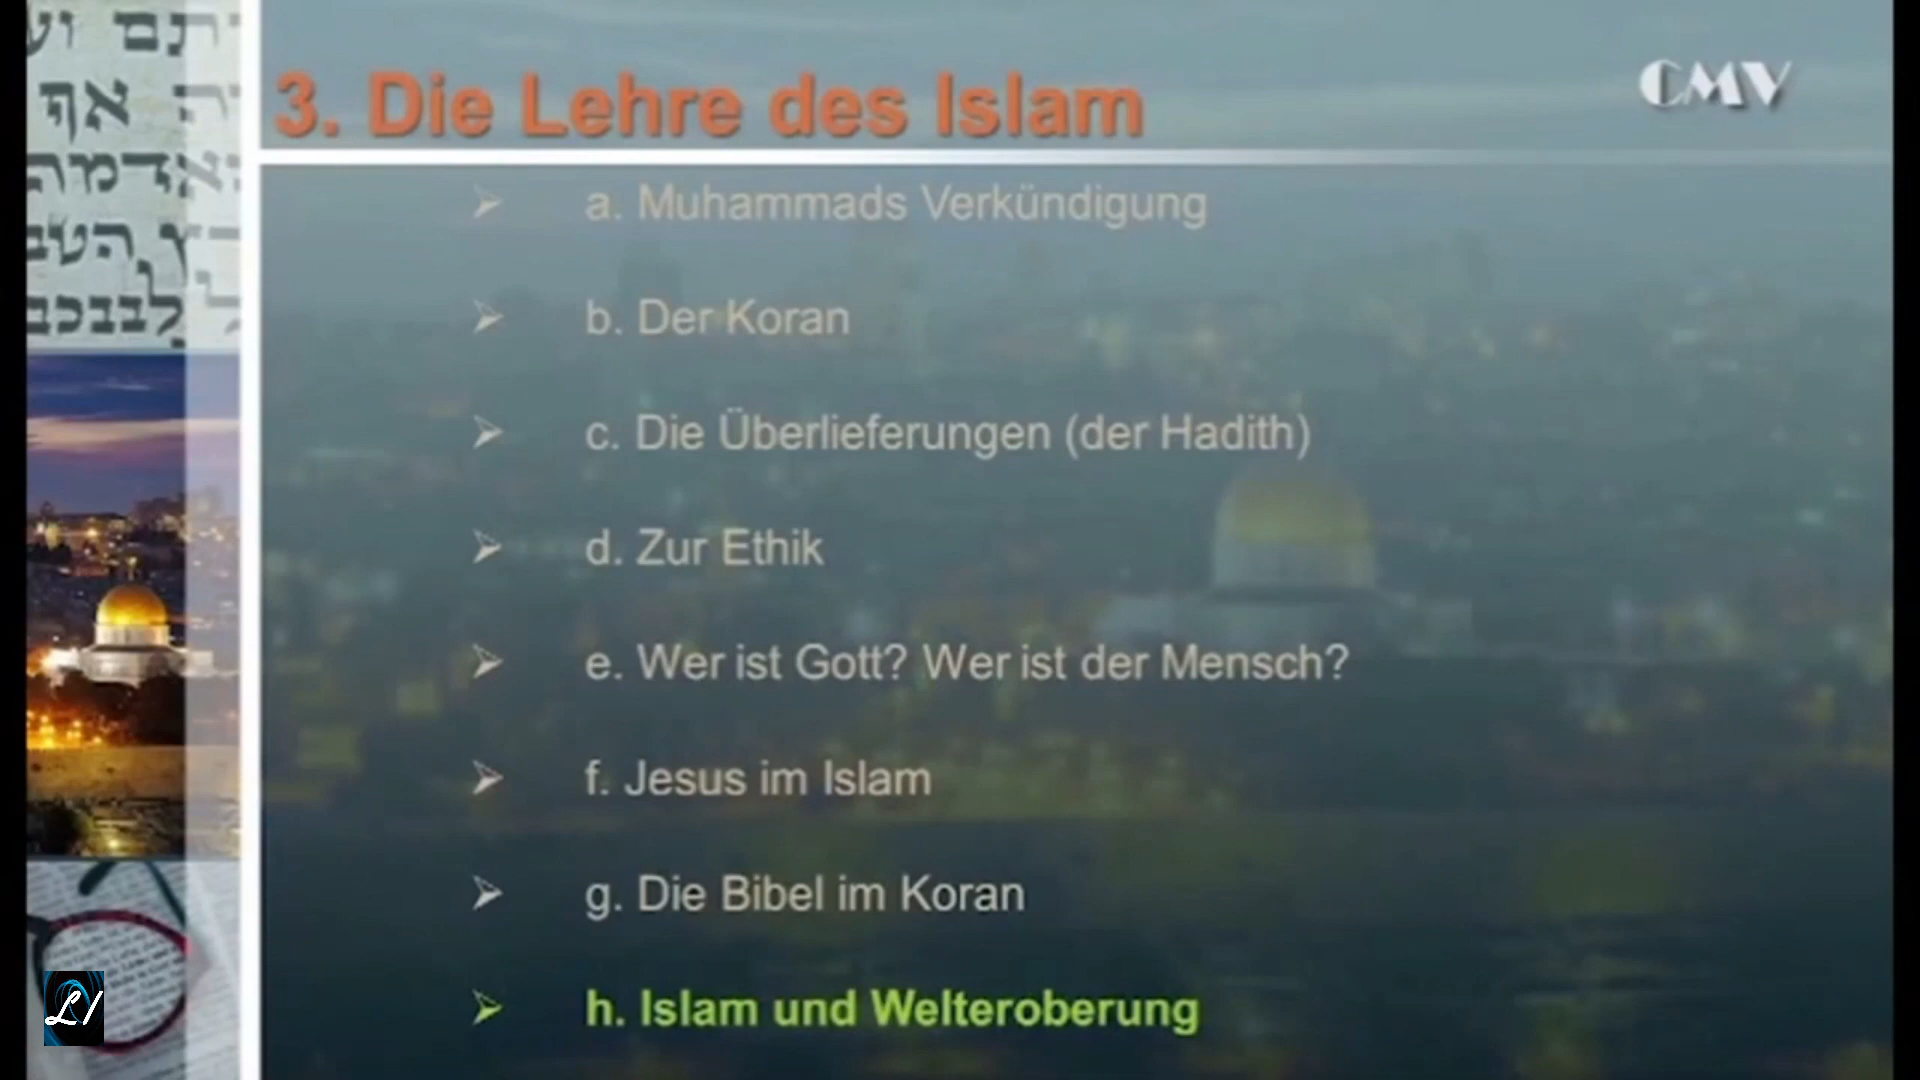 3. Die Lehre des Islam
CMV
a. Muhammads Verkündigung
b. Der Koran
c. Die Überlieferungen (der Hadith)
d. Zur Ethik
e. Wer ist Gott? Wer ist der Mensch?
f. Jesus im Islam
g. Die Bibel im Koran
h. Islam und Welteroberung